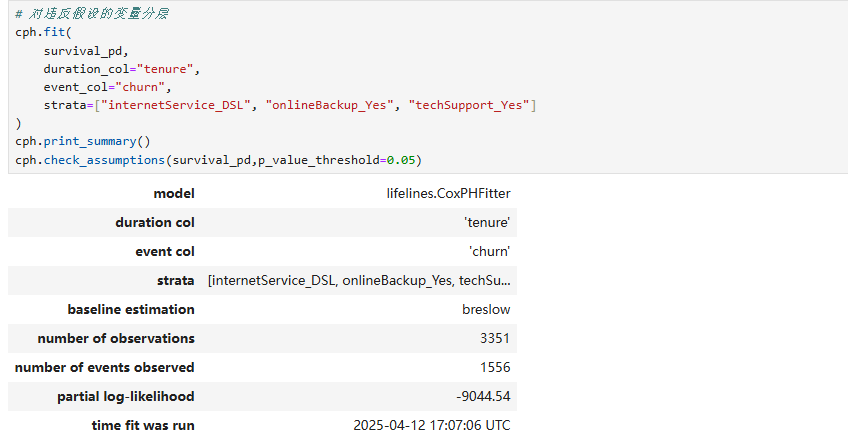 # 对违反假设的变量分层
cph.fit(
    survival_pd,
    duration_col="tenure",
    event_col="churn",
    strata=["internetService_DSL", "onlineBackup_Yes", "techSupport_Yes"]
)
cph.print_summary()
cph.check_assumptions(survival_pd,p_value_threshold=0.05)
model lifelines.CoxPHFitter
duration col 'tenure'
event col 'churn'
strata [internetService_DSL, onlineBackup_Yes, techSu...
baseline estimation breslow
number of observations 3351
number of events observed 1556
partial log-likelihood -9044.54
time fit was run 2025-04-12 17:07:06 UTC